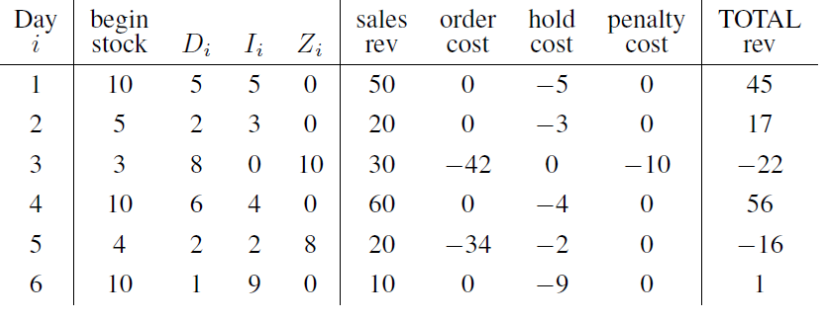 Day begin sales order hold penalty TOTAL
i stock D_i I_i Z_i rev cost cost cost rev
1 10 5 5 0 50 0 −5 0 45
2 5 2 3 0 20 0 −3 0 17
3 3 8 0 10 30 −42 0 −10 −22
4 10 6 4 0 60 0 −4 0 56
5 4 2 2 8 20 −34 −2 0 −16
6 10 1 9 0 10 0 −9 0 1